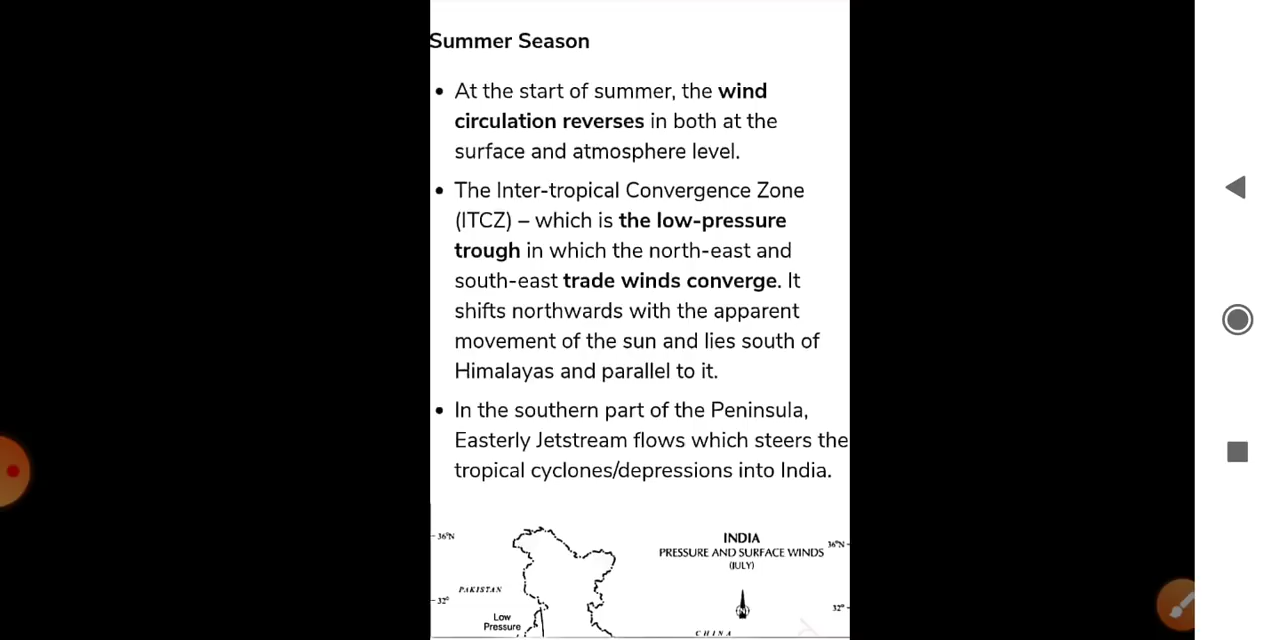 Summer Season
• At the start of summer, the wind
circulation reverses in both at the
surface and atmosphere level.
• The Inter-tropical Convergence Zone
(ITCZ) – which is the low-pressure
trough in which the north-east and
south-east trade winds converge. It
shifts northwards with the apparent
movement of the sun and lies south of
Himalayas and parallel to it.
• In the southern part of the Peninsula,
Easterly Jetstream flows which steers the
tropical cyclones/depressions into India.
INDIA
36°N
PRESSURE AND SURFACE WINDS
36°N
(JULY)
PAKISTAN
32°
32°
N
Low
Pressure
CHINA